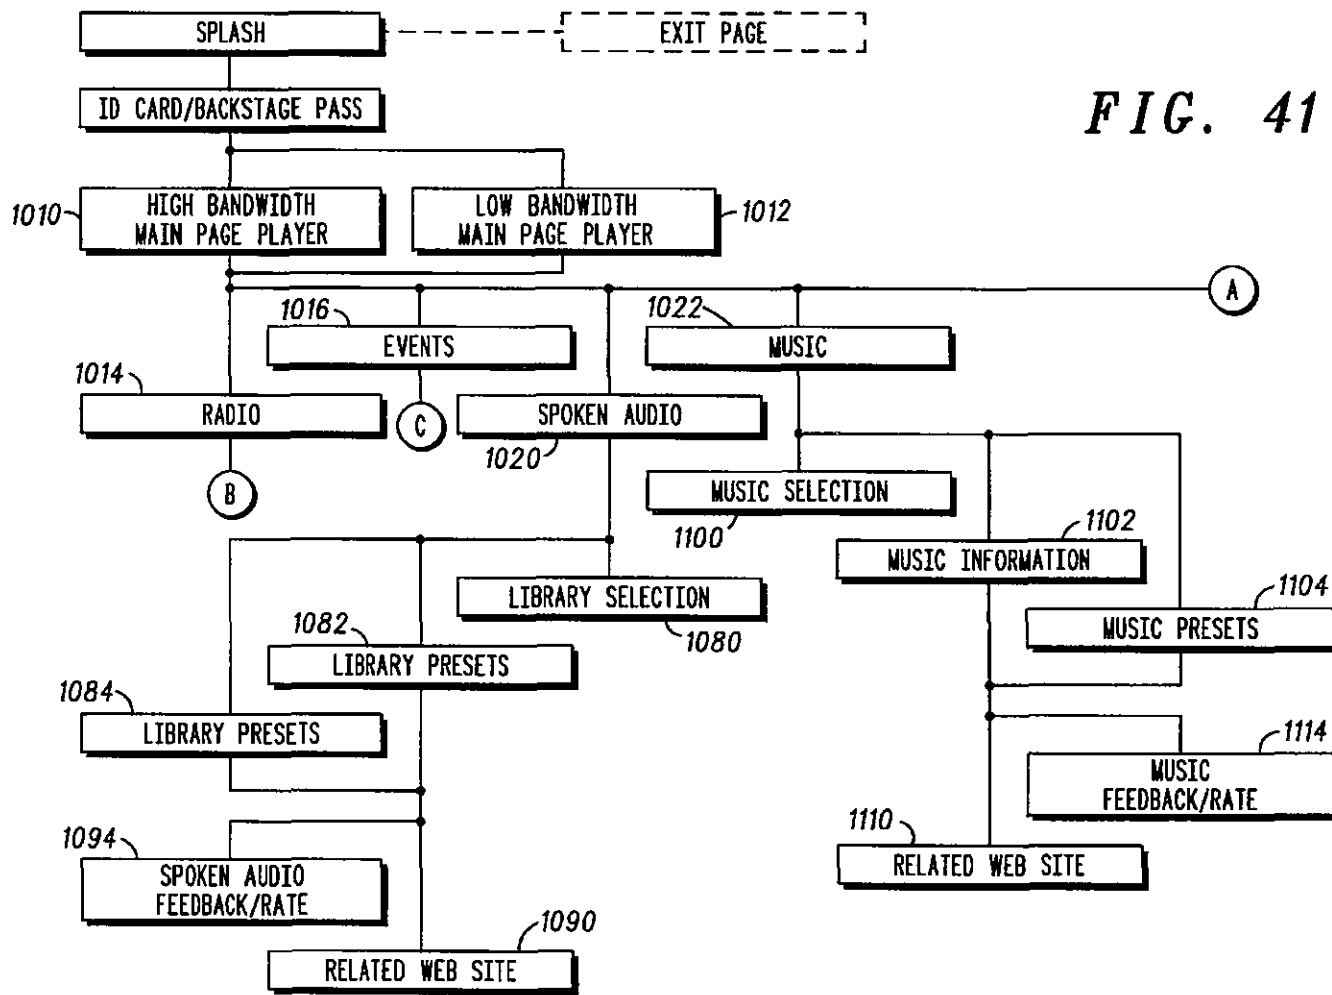 SPLASH
EXIT PAGE
ID CARD/BACKSTAGE PASS
FIG. 41
1010
HIGH BANDWIDTH
MAIN PAGE PLAYER
LOW BANDWIDTH
MAIN PAGE PLAYER
1012
A
1016
EVENTS
1022
MUSIC
1014
RADIO
C
SPOKEN AUDIO
1020
B
MUSIC SELECTION
1100
1102
MUSIC INFORMATION
LIBRARY SELECTION
1080
1104
MUSIC PRESETS
1082
LIBRARY PRESETS
1084
LIBRARY PRESETS
1114
MUSIC
FEEDBACK/RATE
1094
SPOKEN AUDIO
FEEDBACK/RATE
1110
RELATED WEB SITE
1090
RELATED WEB SITE